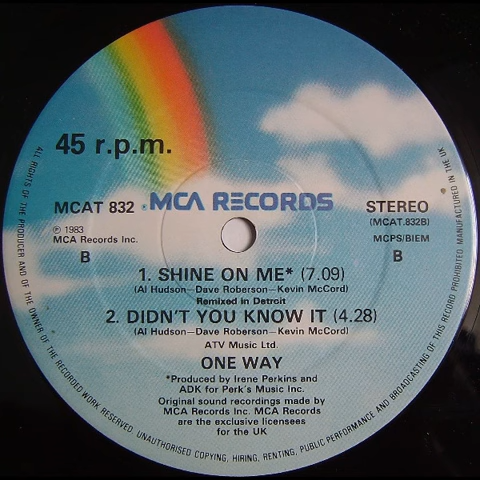 45 r.p.m.
MCAT 832 MCA RECORDS STEREO
(MCAT.832B)
℗ 1983
MCA Records Inc.
MCPS/BIEM
B B
1. SHINE ON ME* (7.09)
(Al Hudson—Dave Roberson—Kevin McCord)
Remixed in Detroit
2. DIDN'T YOU KNOW IT (4.28)
(Al Hudson—Dave Roberson—Kevin McCord)
ATV Music Ltd.
ONE WAY
*Produced by Irene Perkins and
ADK for Perk's Music Inc.
Original sound recordings made by
MCA Records Inc. MCA Records
are the exclusive licensees
for the UK
ALL RIGHTS OF THE PRODUCER AND OF THE OWNER OF THE RECORDED WORK RESERVED. UNAUTHORISED COPYING, HIRING, RENTING, PUBLIC PERFORMANCE AND BROADCASTING OF THIS RECORD PROHIBITED. MANUFACTURED IN THE UK